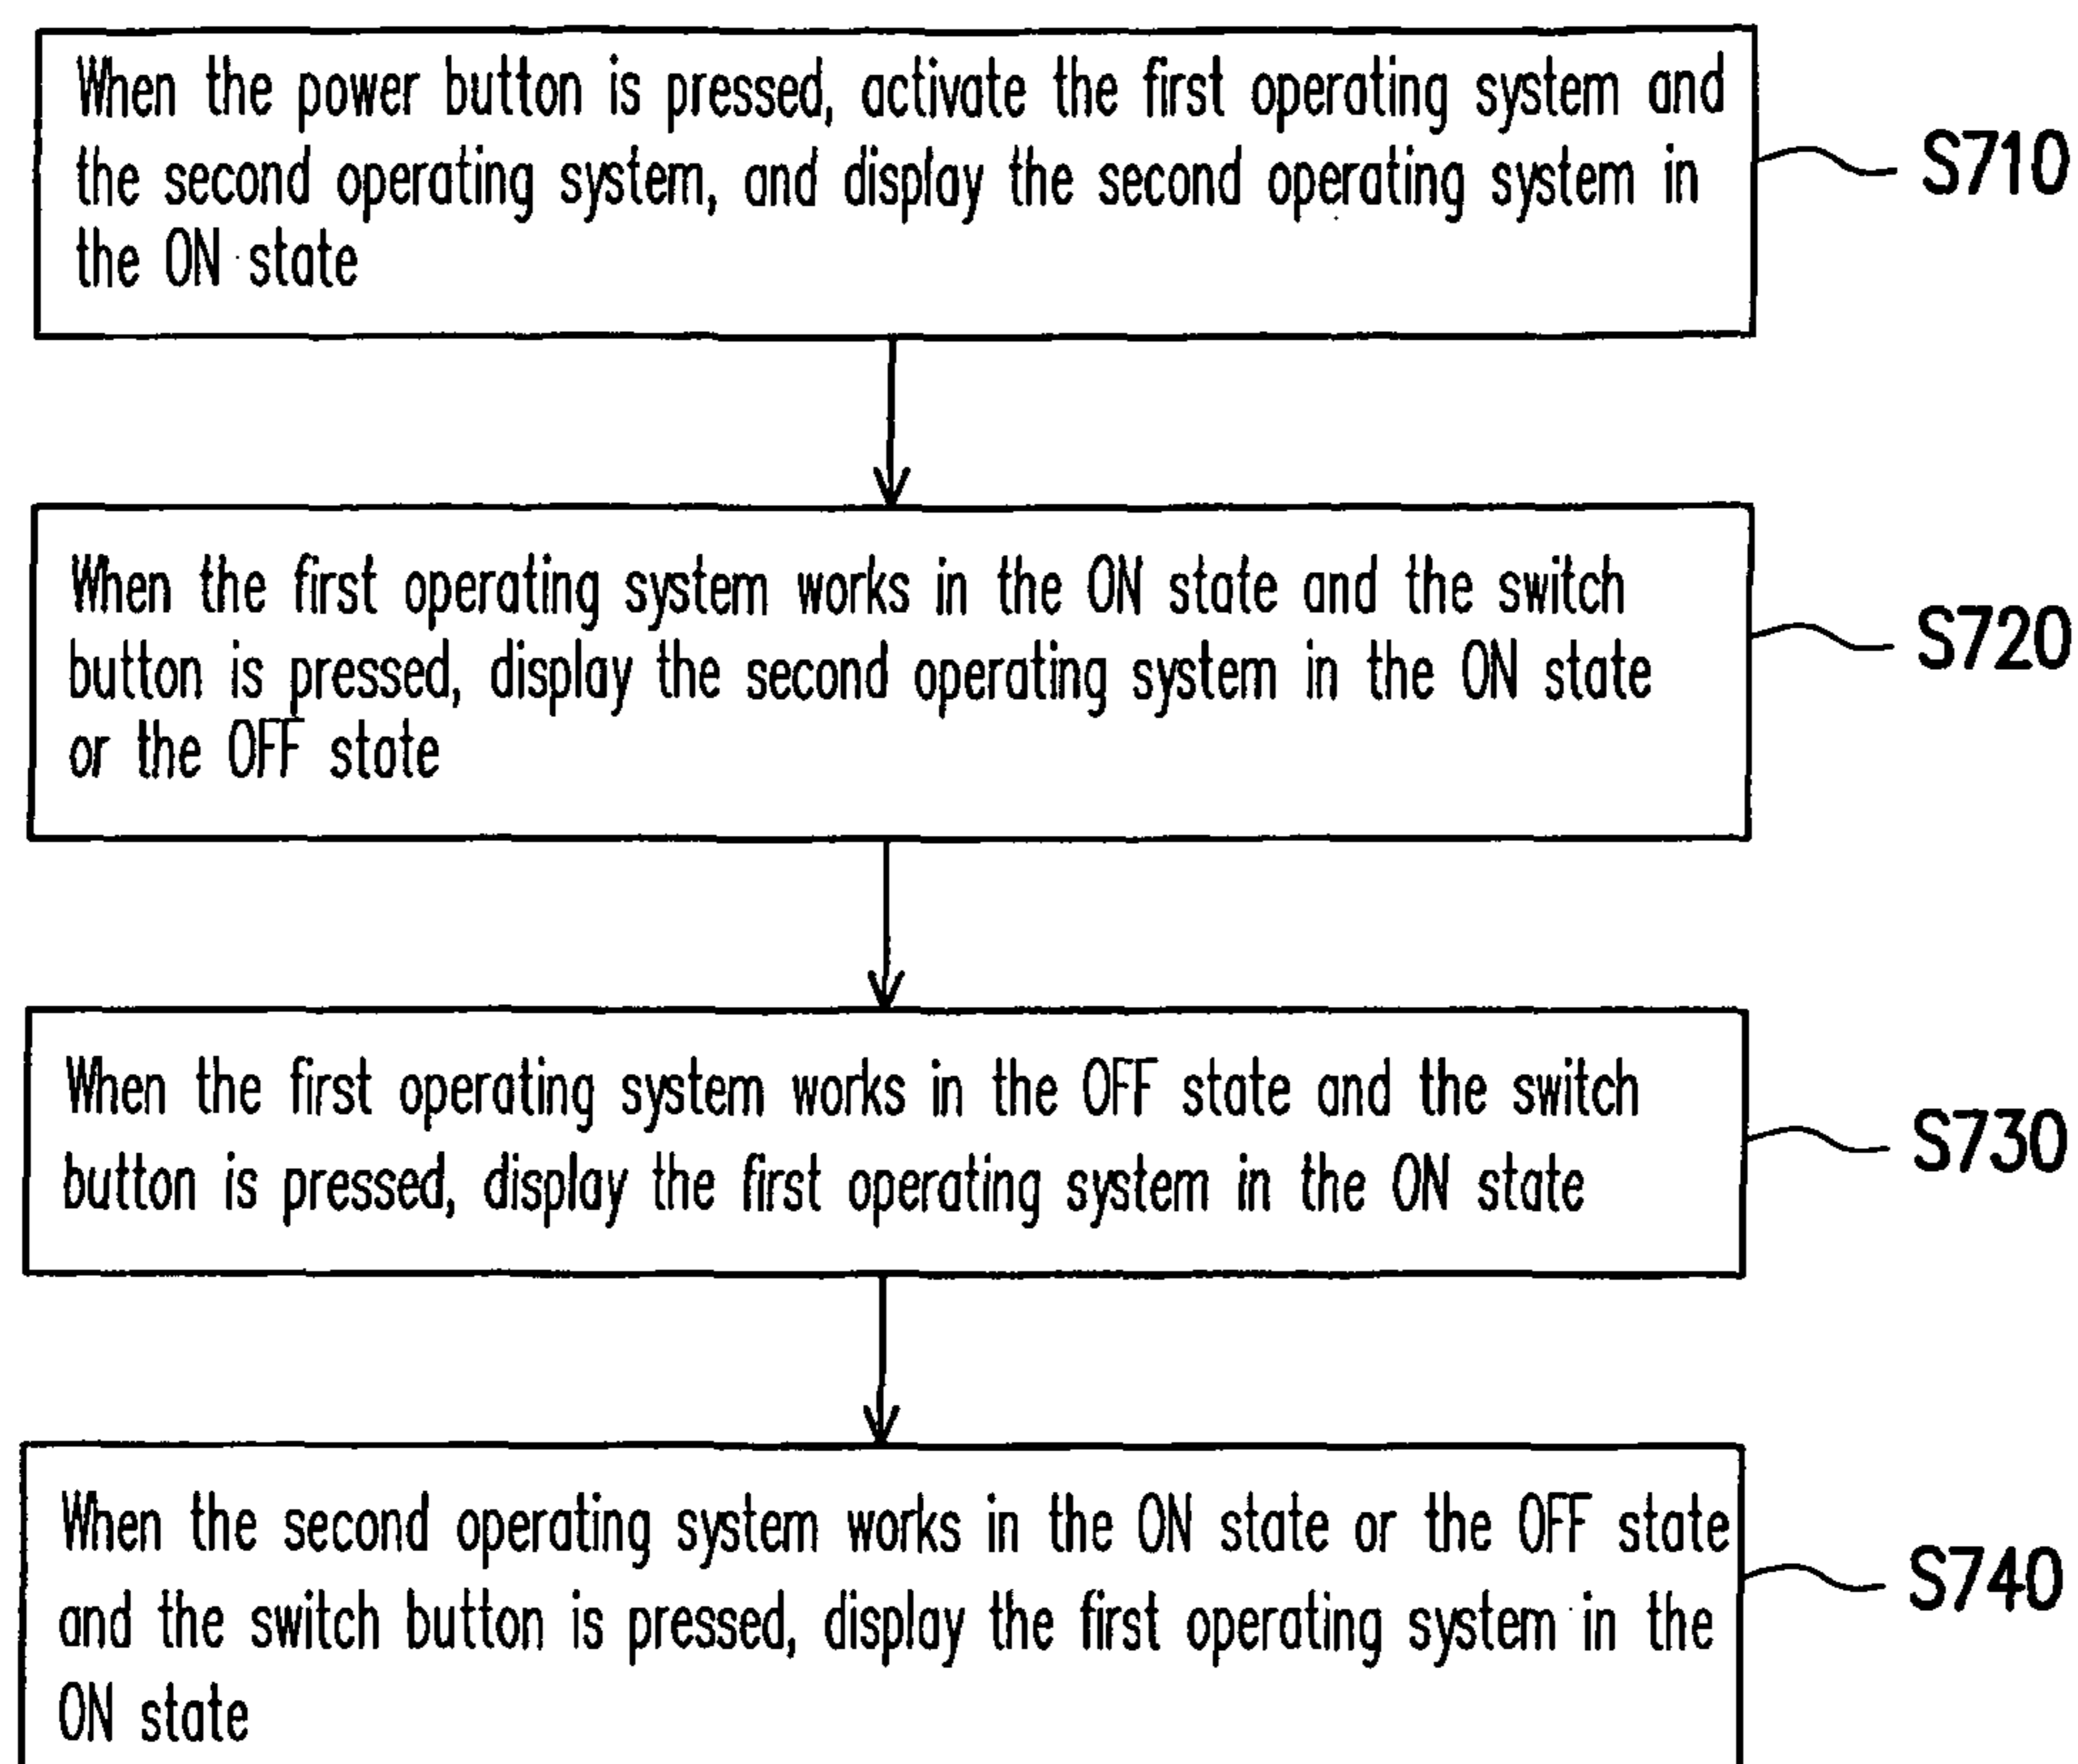 When the power button is pressed, activate the first operating system and
the second operating system, and display the second operating system in
the ON state
S710
When the first operating system works in the ON state and the switch
button is pressed, display the second operating system in the ON state
or the OFF state
S720
When the first operating system works in the OFF state and the switch
button is pressed, display the first operating system in the ON state
S730
When the second operating system works in the ON state or the OFF state
and the switch button is pressed, display the first operating system in the
ON state
S740